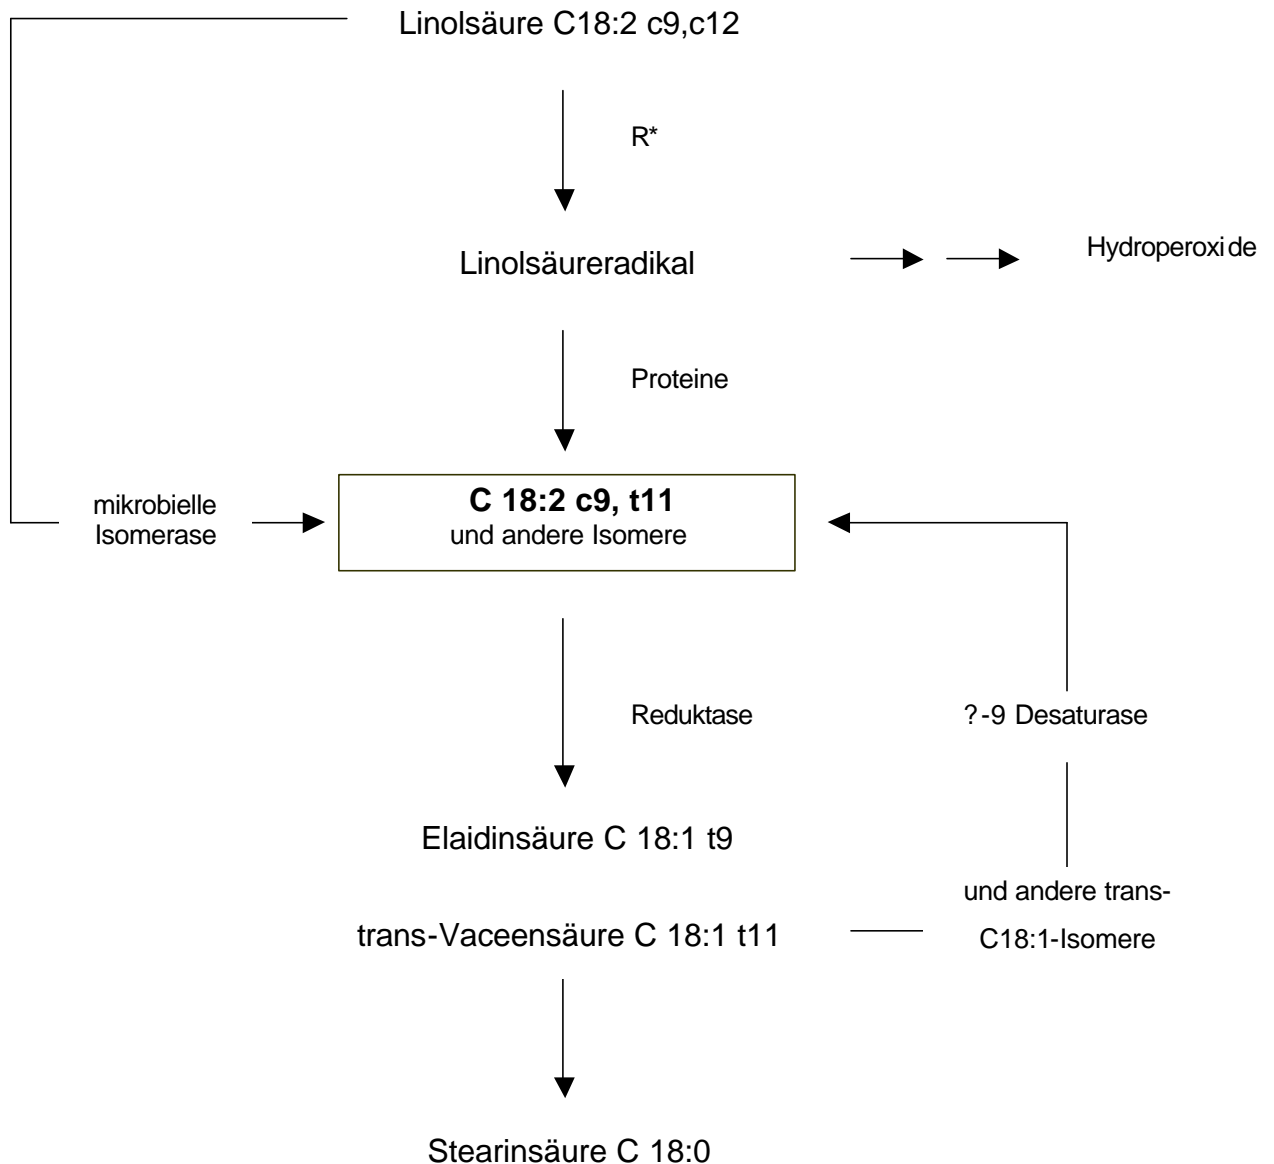 Linolsäure C18:2 c9,c12
R*
Linolsäureradikal
Hydroperoxide
Proteine
mikrobielle
Isomerase
C 18:2 c9, t11
und andere Isomere
Reduktase
?-9 Desaturase
Elaidinsäure C 18:1 t9
und andere trans-
C18:1-Isomere
trans-Vaceensäure C 18:1 t11
Stearinsäure C 18:0